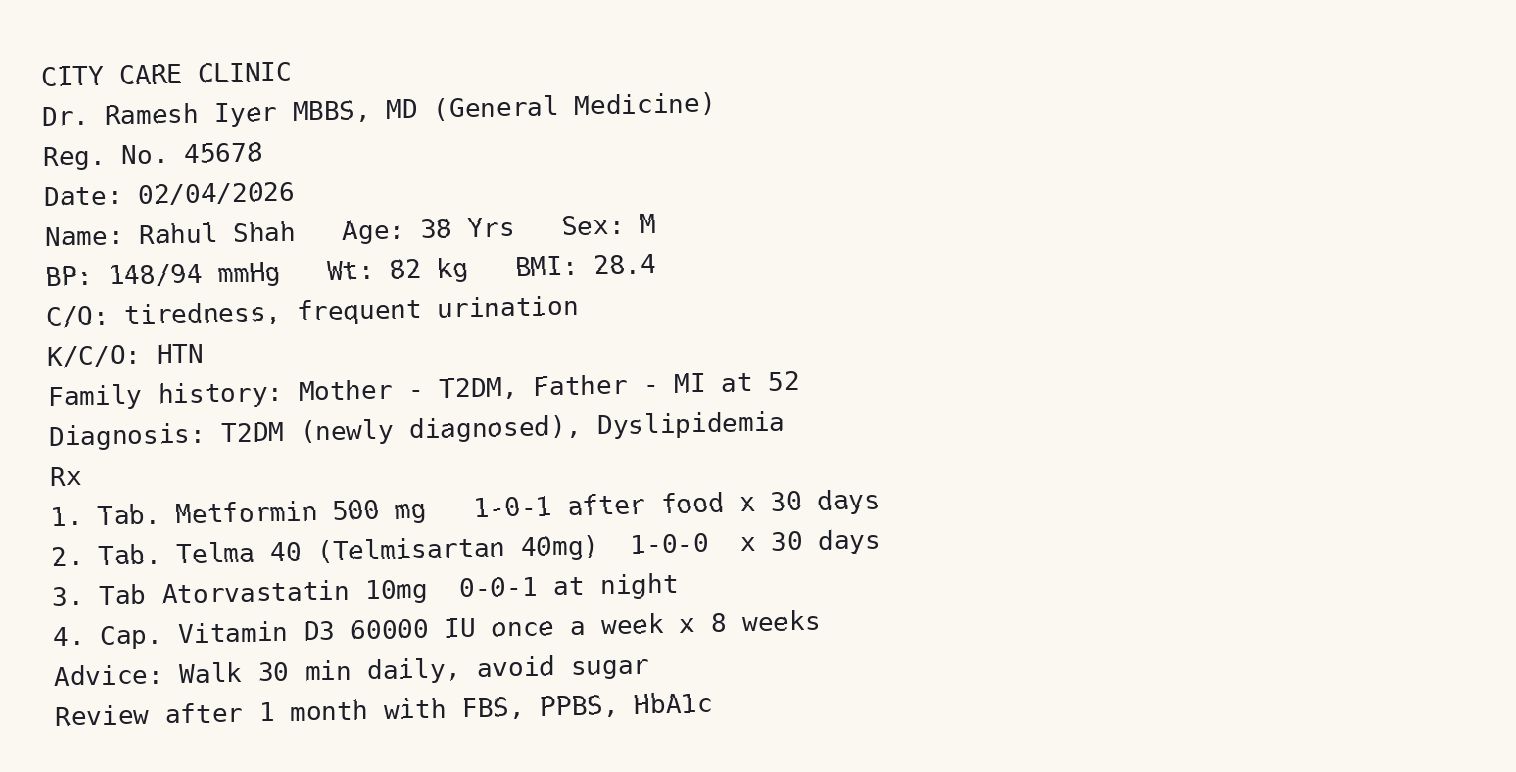 CITY CARE CLINIC
Dr. Ramesh Iyer MBBS, MD (General Medicine)
Reg. No. 45678
Date: 02/04/2026
Name: Rahul Shah   Age: 38 Yrs   Sex: M
BP: 148/94 mmHg   Wt: 82 kg   BMI: 28.4
C/O: tiredness, frequent urination
K/C/O: HTN
Family history: Mother - T2DM, Father - MI at 52
Diagnosis: T2DM (newly diagnosed), Dyslipidemia
Rx
1. Tab. Metformin 500 mg   1-0-1 after food x 30 days
2. Tab. Telma 40 (Telmisartan 40mg)  1-0-0  x 30 days
3. Tab Atorvastatin 10mg  0-0-1 at night
4. Cap. Vitamin D3 60000 IU once a week x 8 weeks
Advice: Walk 30 min daily, avoid sugar
Review after 1 month with FBS, PPBS, HbA1c